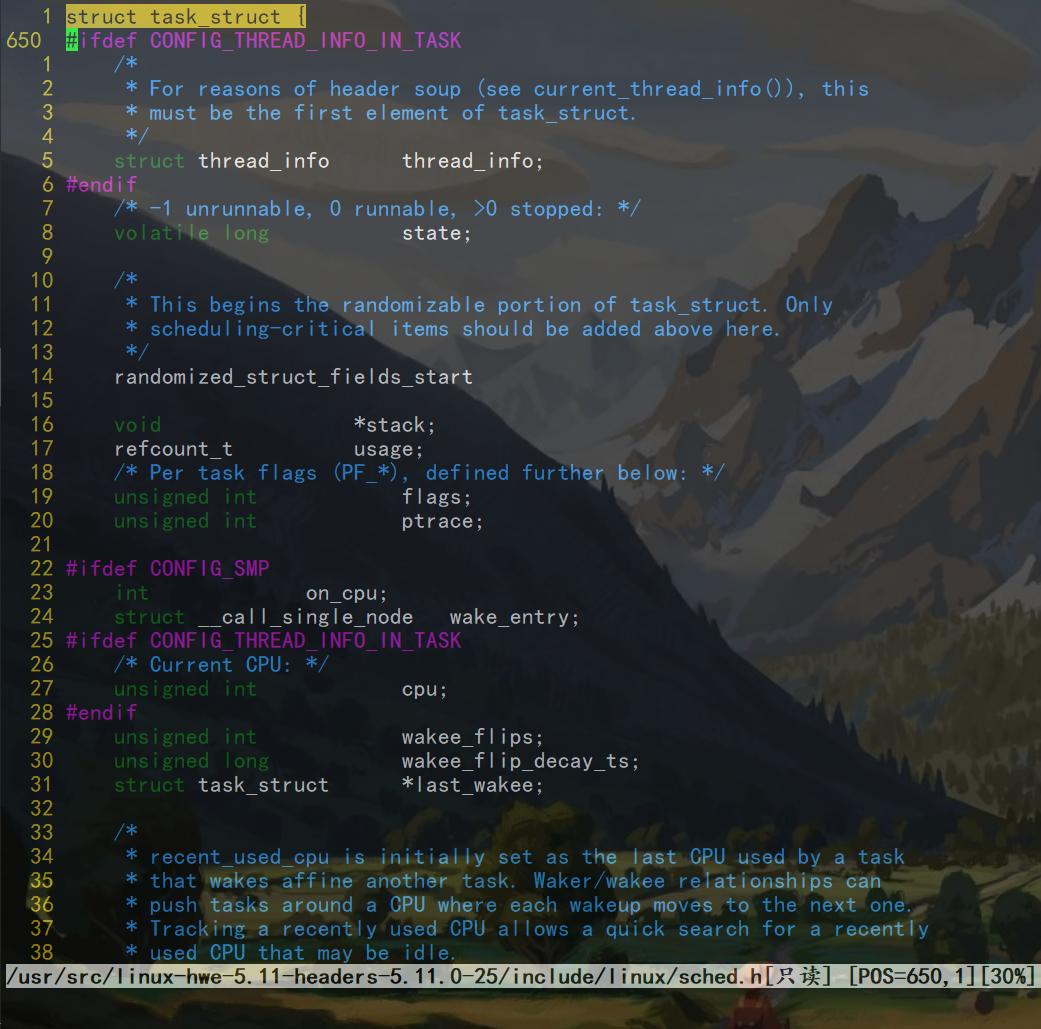 1 struct task_struct {
650 #ifdef CONFIG_THREAD_INFO_IN_TASK
1 /*
2 * For reasons of header soup (see current_thread_info()), this
3 * must be the first element of task_struct.
4 */
5 struct thread_info thread_info;
6 #endif
7 /* -1 unrunnable, 0 runnable, >0 stopped: */
8 volatile long state;
9
10 /*
11 * This begins the randomizable portion of task_struct. Only
12 * scheduling-critical items should be added above here.
13 */
14 randomized_struct_fields_start
15
16 void *stack;
17 refcount_t usage;
18 /* Per task flags (PF_*), defined further below: */
19 unsigned int flags;
20 unsigned int ptrace;
21
22 #ifdef CONFIG_SMP
23 int on_cpu;
24 struct __call_single_node wake_entry;
25 #ifdef CONFIG_THREAD_INFO_IN_TASK
26 /* Current CPU: */
27 unsigned int cpu;
28 #endif
29 unsigned int wakee_flips;
30 unsigned long wakee_flip_decay_ts;
31 struct task_struct *last_wakee;
32
33 /*
34 * recent_used_cpu is initially set as the last CPU used by a task
35 * that wakes affine another task. Waker/wakee relationships can
36 * push tasks around a CPU where each wakeup moves to the next one.
37 * Tracking a recently used CPU allows a quick search for a recently
38 * used CPU that may be idle.
/usr/src/linux-hwe-5.11-headers-5.11.0-25/include/linux/sched.h[只读] [POS=650,1][30%]